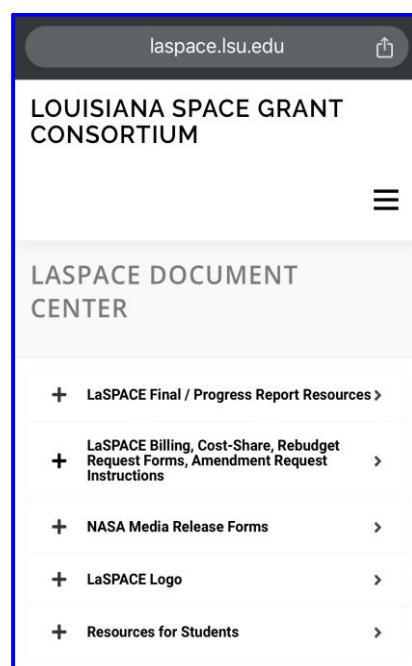 laspace.lsu.edu
LOUISIANA SPACE GRANT
CONSORTIUM
LASPACE DOCUMENT
CENTER
LaSPACE Final / Progress Report Resources
LaSPACE Billing, Cost-Share, Rebudget
Request Forms, Amendment Request
Instructions
NASA Media Release Forms
LaSPACE Logo
Resources for Students